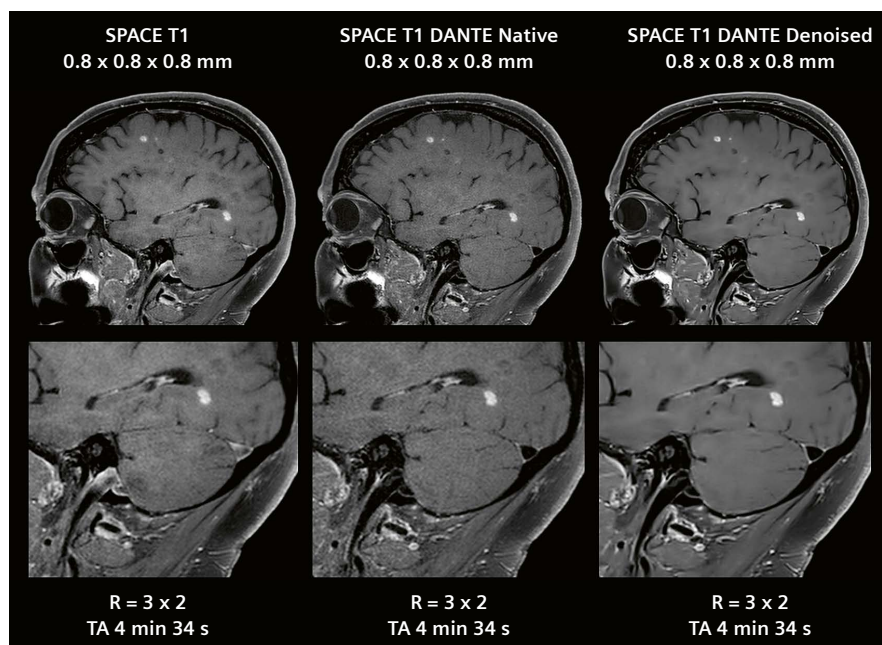 SPACE T1
0.8 x 0.8 x 0.8 mm
SPACE T1 DANTE Native
0.8 x 0.8 x 0.8 mm
SPACE T1 DANTE Denoised
0.8 x 0.8 x 0.8 mm
R = 3 x 2
TA 4 min 34 s
R = 3 x 2
TA 4 min 34 s
R = 3 x 2
TA 4 min 34 s